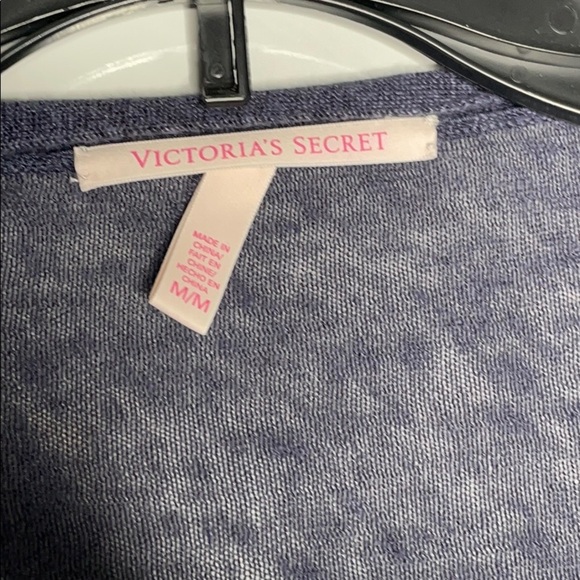 VICTORIA'S SECRET
MADE IN
CHINA/
FAIT EN
CHINE/
HECHO EN
CHINA
M/M